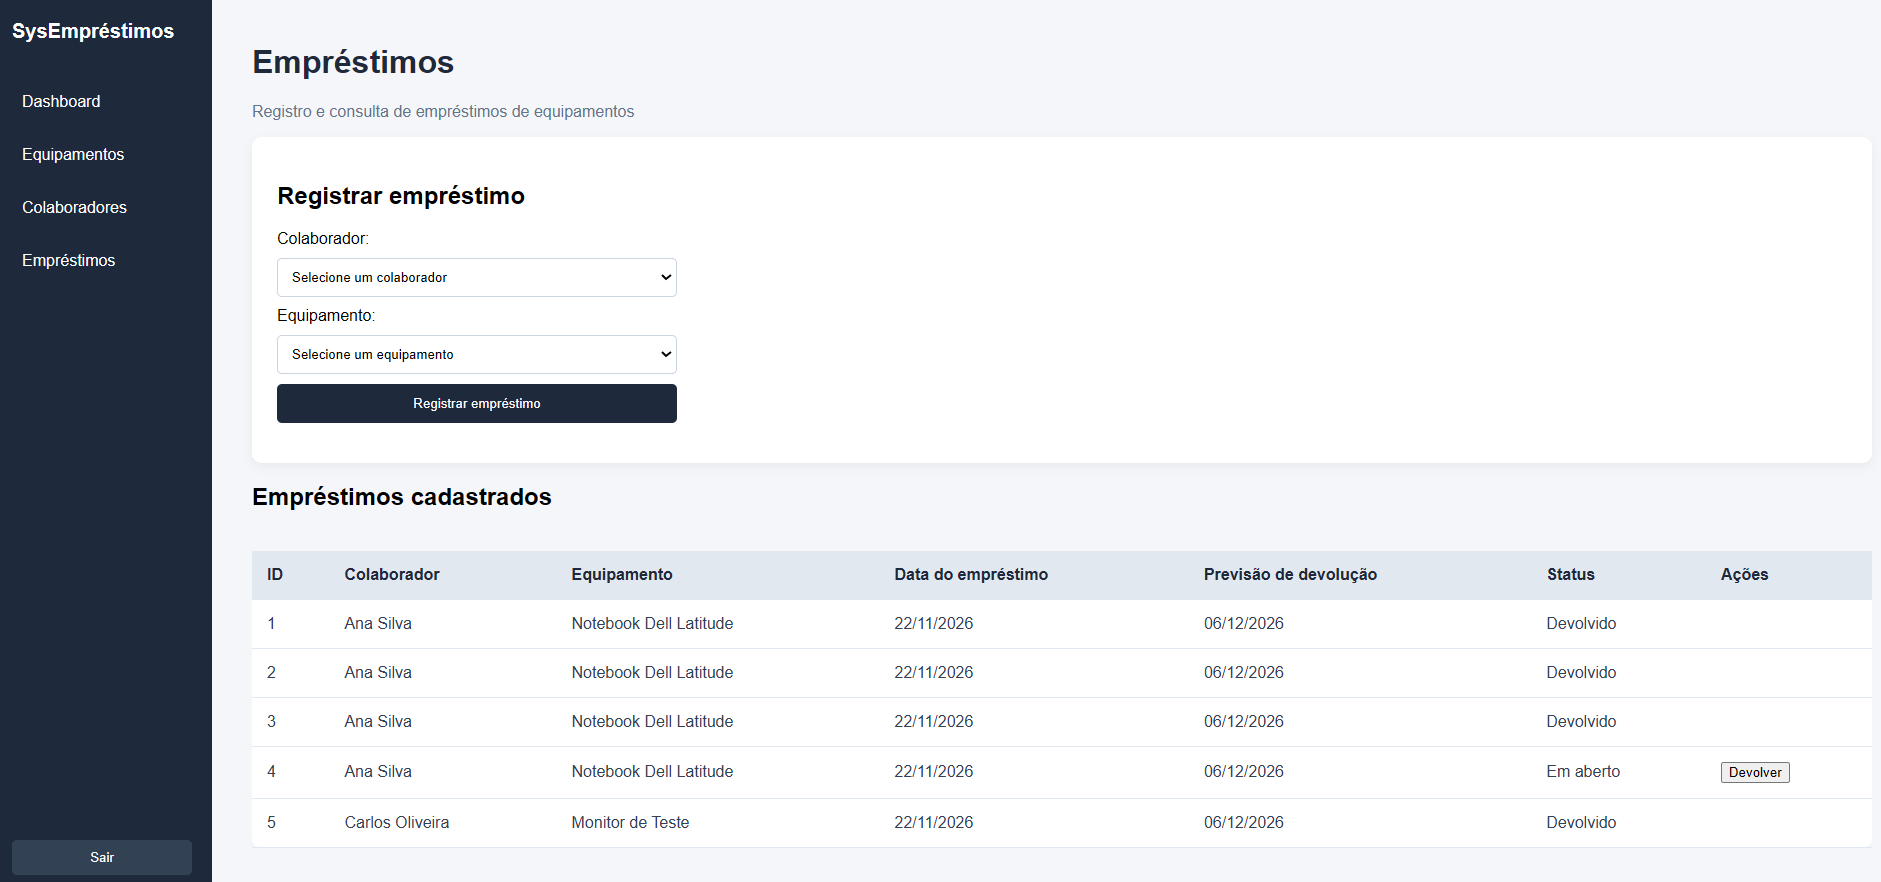 SysEmpréstimos
Dashboard
Equipamentos
Colaboradores
Empréstimos
Sair
Empréstimos
Registro e consulta de empréstimos de equipamentos
Registrar empréstimo
Colaborador:
Selecione um colaborador
Equipamento:
Selecione um equipamento
Registrar empréstimo
Empréstimos cadastrados
ID Colaborador Equipamento Data do empréstimo Previsão de devolução Status Ações
1 Ana Silva Notebook Dell Latitude 22/11/2026 06/12/2026 Devolvido
2 Ana Silva Notebook Dell Latitude 22/11/2026 06/12/2026 Devolvido
3 Ana Silva Notebook Dell Latitude 22/11/2026 06/12/2026 Devolvido
4 Ana Silva Notebook Dell Latitude 22/11/2026 06/12/2026 Em aberto Devolver
5 Carlos Oliveira Monitor de Teste 22/11/2026 06/12/2026 Devolvido